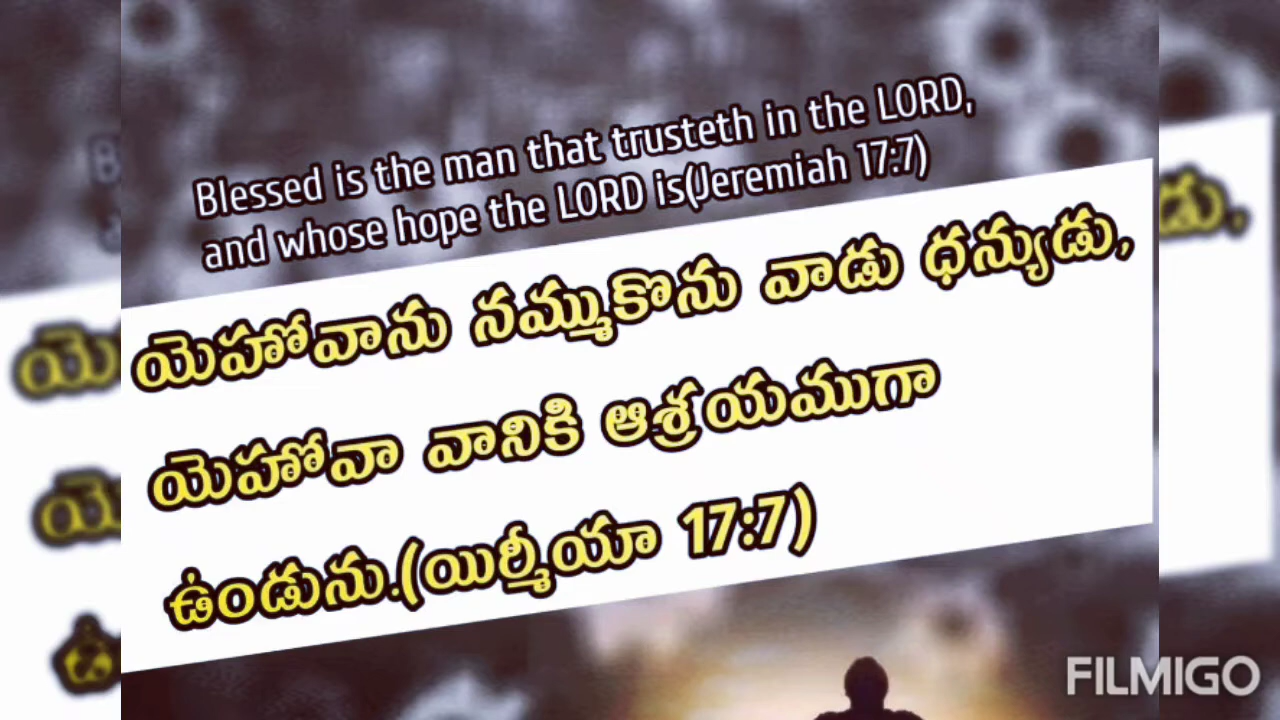 Blessed is the man that trusteth in the LORD,
and whose hope the LORD is(Jeremiah 17:7)
యెహోవాను నమ్ముకొను వాడు ధన్యుడు,
యెహోవా వానికి ఆశ్రయముగా
ఉండును.(యిర్మీయా 17:7)
FILMIGO